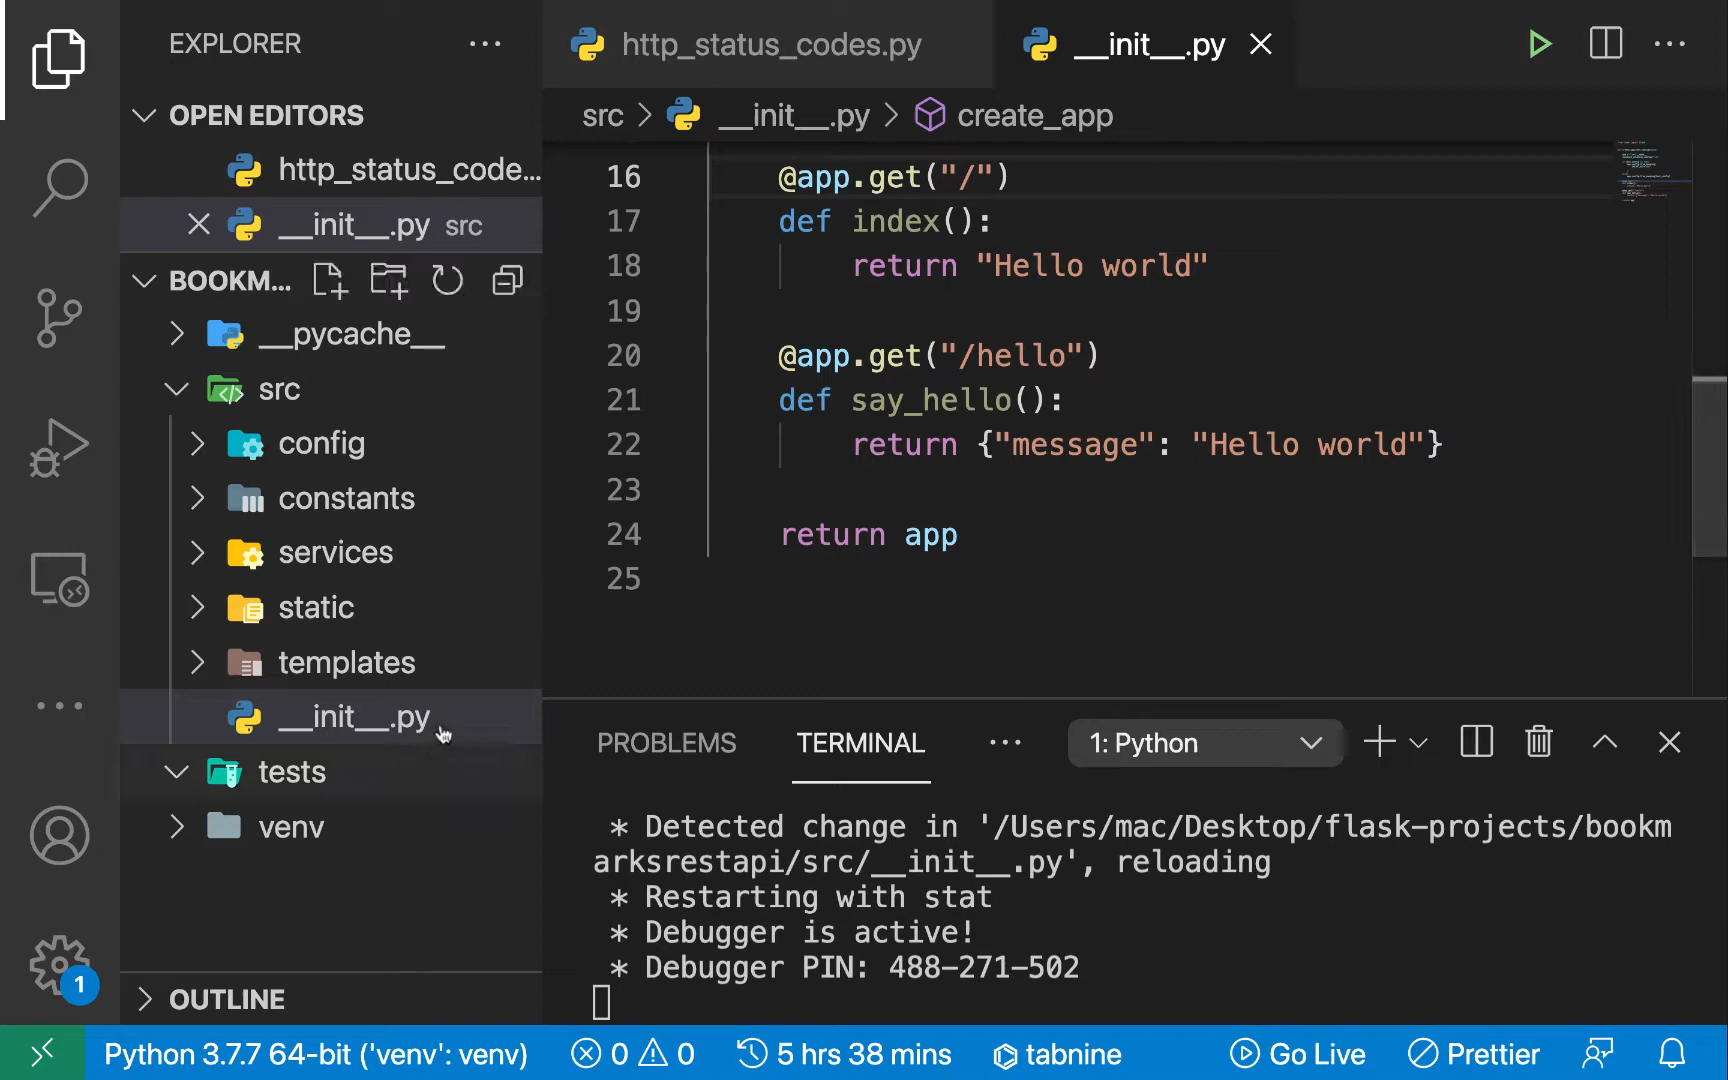 EXPLORER
OPEN EDITORS
http_status_code...
__init__.py src
BOOKM...
__pycache__
src
config
constants
services
static
templates
__init__.py
tests
venv
OUTLINE
http_status_codes.py
__init__.py
src > __init__.py > create_app
16 @app.get("/")
17 def index():
18 return "Hello world"
19
20 @app.get("/hello")
21 def say_hello():
22 return {"message": "Hello world"}
23
24 return app
25
PROBLEMS TERMINAL ... 1: Python
* Detected change in '/Users/mac/Desktop/flask-projects/bookm
arksrestapi/src/__init__.py', reloading
* Restarting with stat
* Debugger is active!
* Debugger PIN: 488-271-502
1
Python 3.7.7 64-bit ('venv': venv) 0 0 5 hrs 38 mins tabnine Go Live Prettier